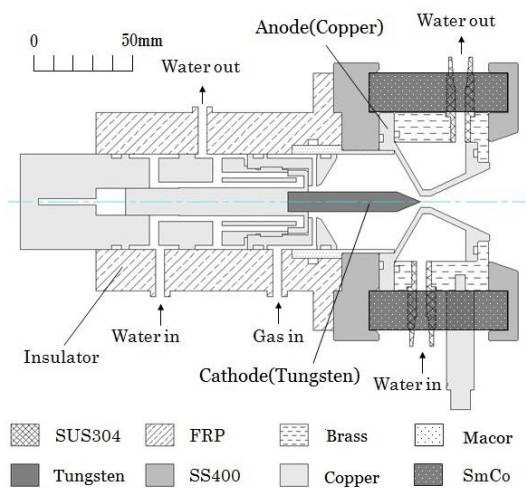 Water out
Anode(Copper)
0 50mm
Water out
Water in
Gas in
Insulator
Cathode(Tungsten)
Water in
SUS304 FRP Brass Macor
Tungsten SS400 Copper SmCo